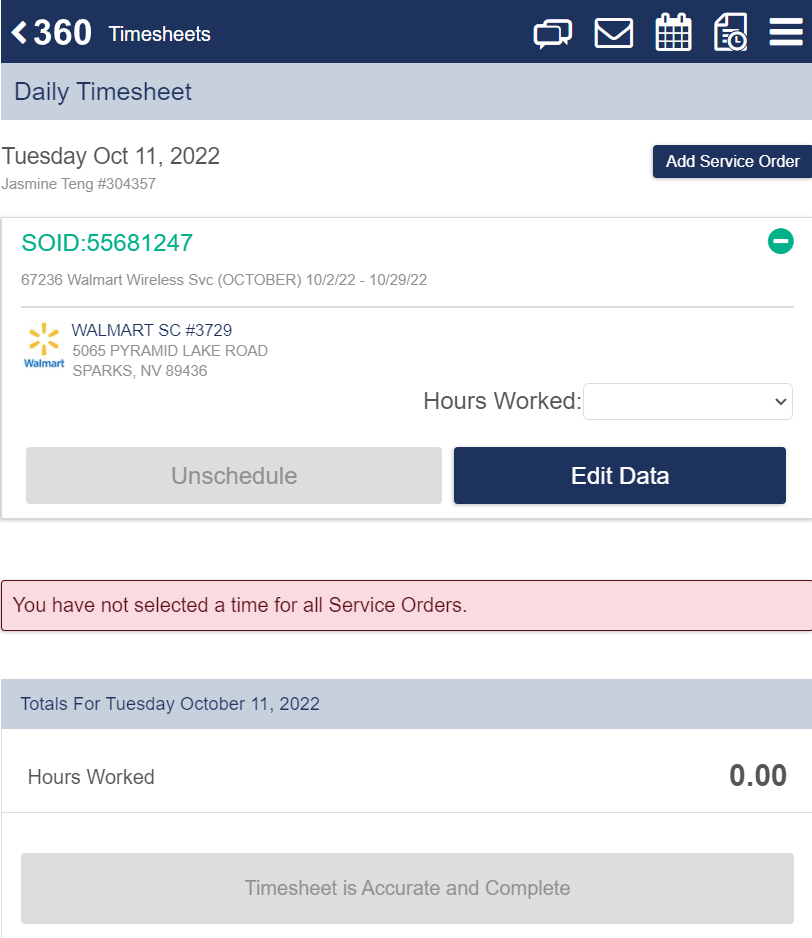 360 Timesheets
Daily Timesheet
Tuesday Oct 11, 2022
Add Service Order
Jasmine Teng #304357
SOID:55681247
67236 Walmart Wireless Svc (OCTOBER) 10/2/22 - 10/29/22
WALMART SC #3729
Walmart
5065 PYRAMID LAKE ROAD
SPARKS, NV 89436
Hours Worked:
Unschedule
Edit Data
You have not selected a time for all Service Orders.
Totals For Tuesday October 11, 2022
Hours Worked
0.00
Timesheet is Accurate and Complete